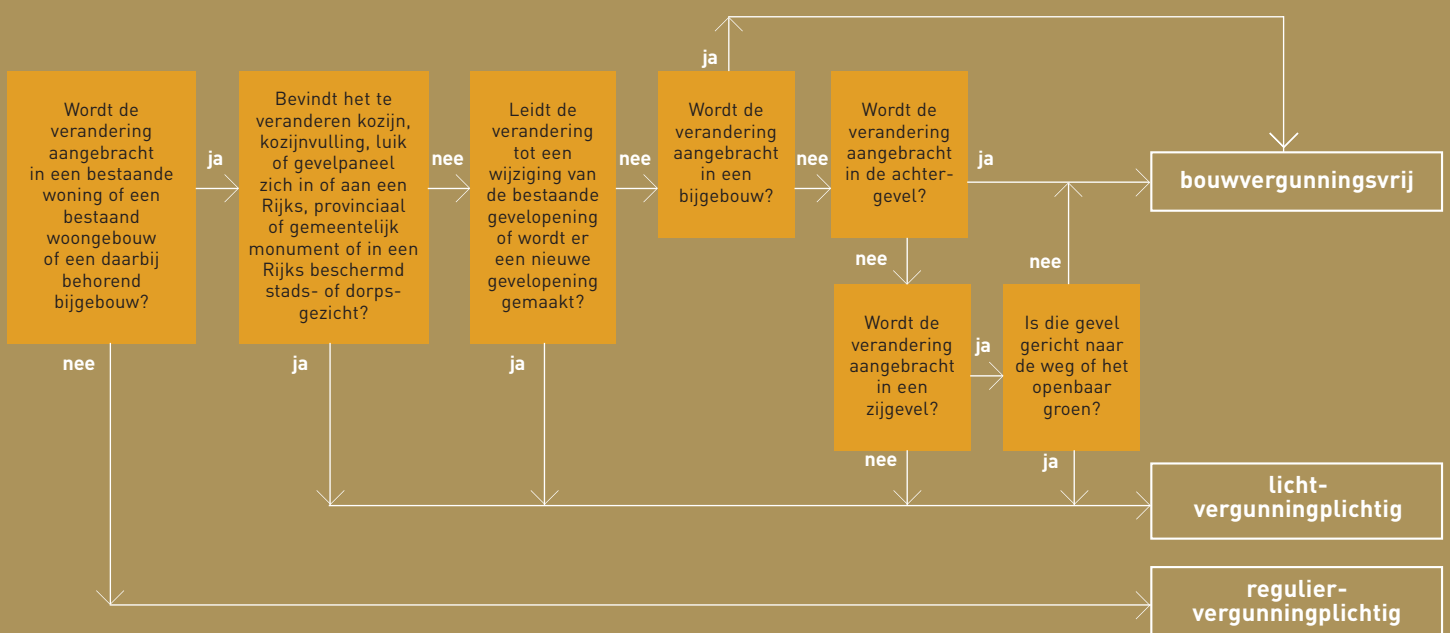 Wordt de
verandering
aangebracht
in een bestaande
woning of een
bestaand
woongebouw
of een daarbij
behorend
bijgebouw?
ja
nee
Bevindt het te
veranderen kozijn,
kozijnvulling, luik
of gevelpaneel
zich in of aan een
Rijks, provinciaal
of gemeentelijk
monument of in een
Rijks beschermd
stads- of dorps-
gezicht?
nee
ja
Leidt de
verandering
tot een
wijziging van
de bestaande
gevelopening
of wordt er
een nieuwe
gevelopening
gemaakt?
nee
ja
Wordt de
verandering
aangebracht
in een
bijgebouw?
ja
nee
Wordt de
verandering
aangebracht
in de achter-
gevel?
ja
nee
Wordt de
verandering
aangebracht
in een
zijgevel?
ja
nee
Is die gevel
gericht naar
de weg of het
openbaar
groen?
nee
ja
bouwvergunningsvrij
licht-
vergunningplichtig
regulier-
vergunningplichtig